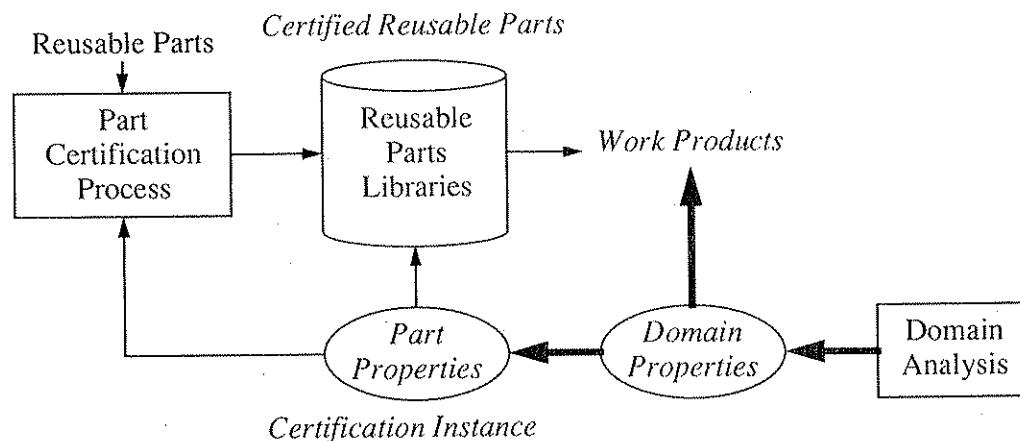 Certified Reusable Parts
Reusable Parts
Part
Certification
Process
Reusable
Parts
Libraries
Work Products
Part
Properties
Domain
Properties
Domain
Analysis
Certification Instance